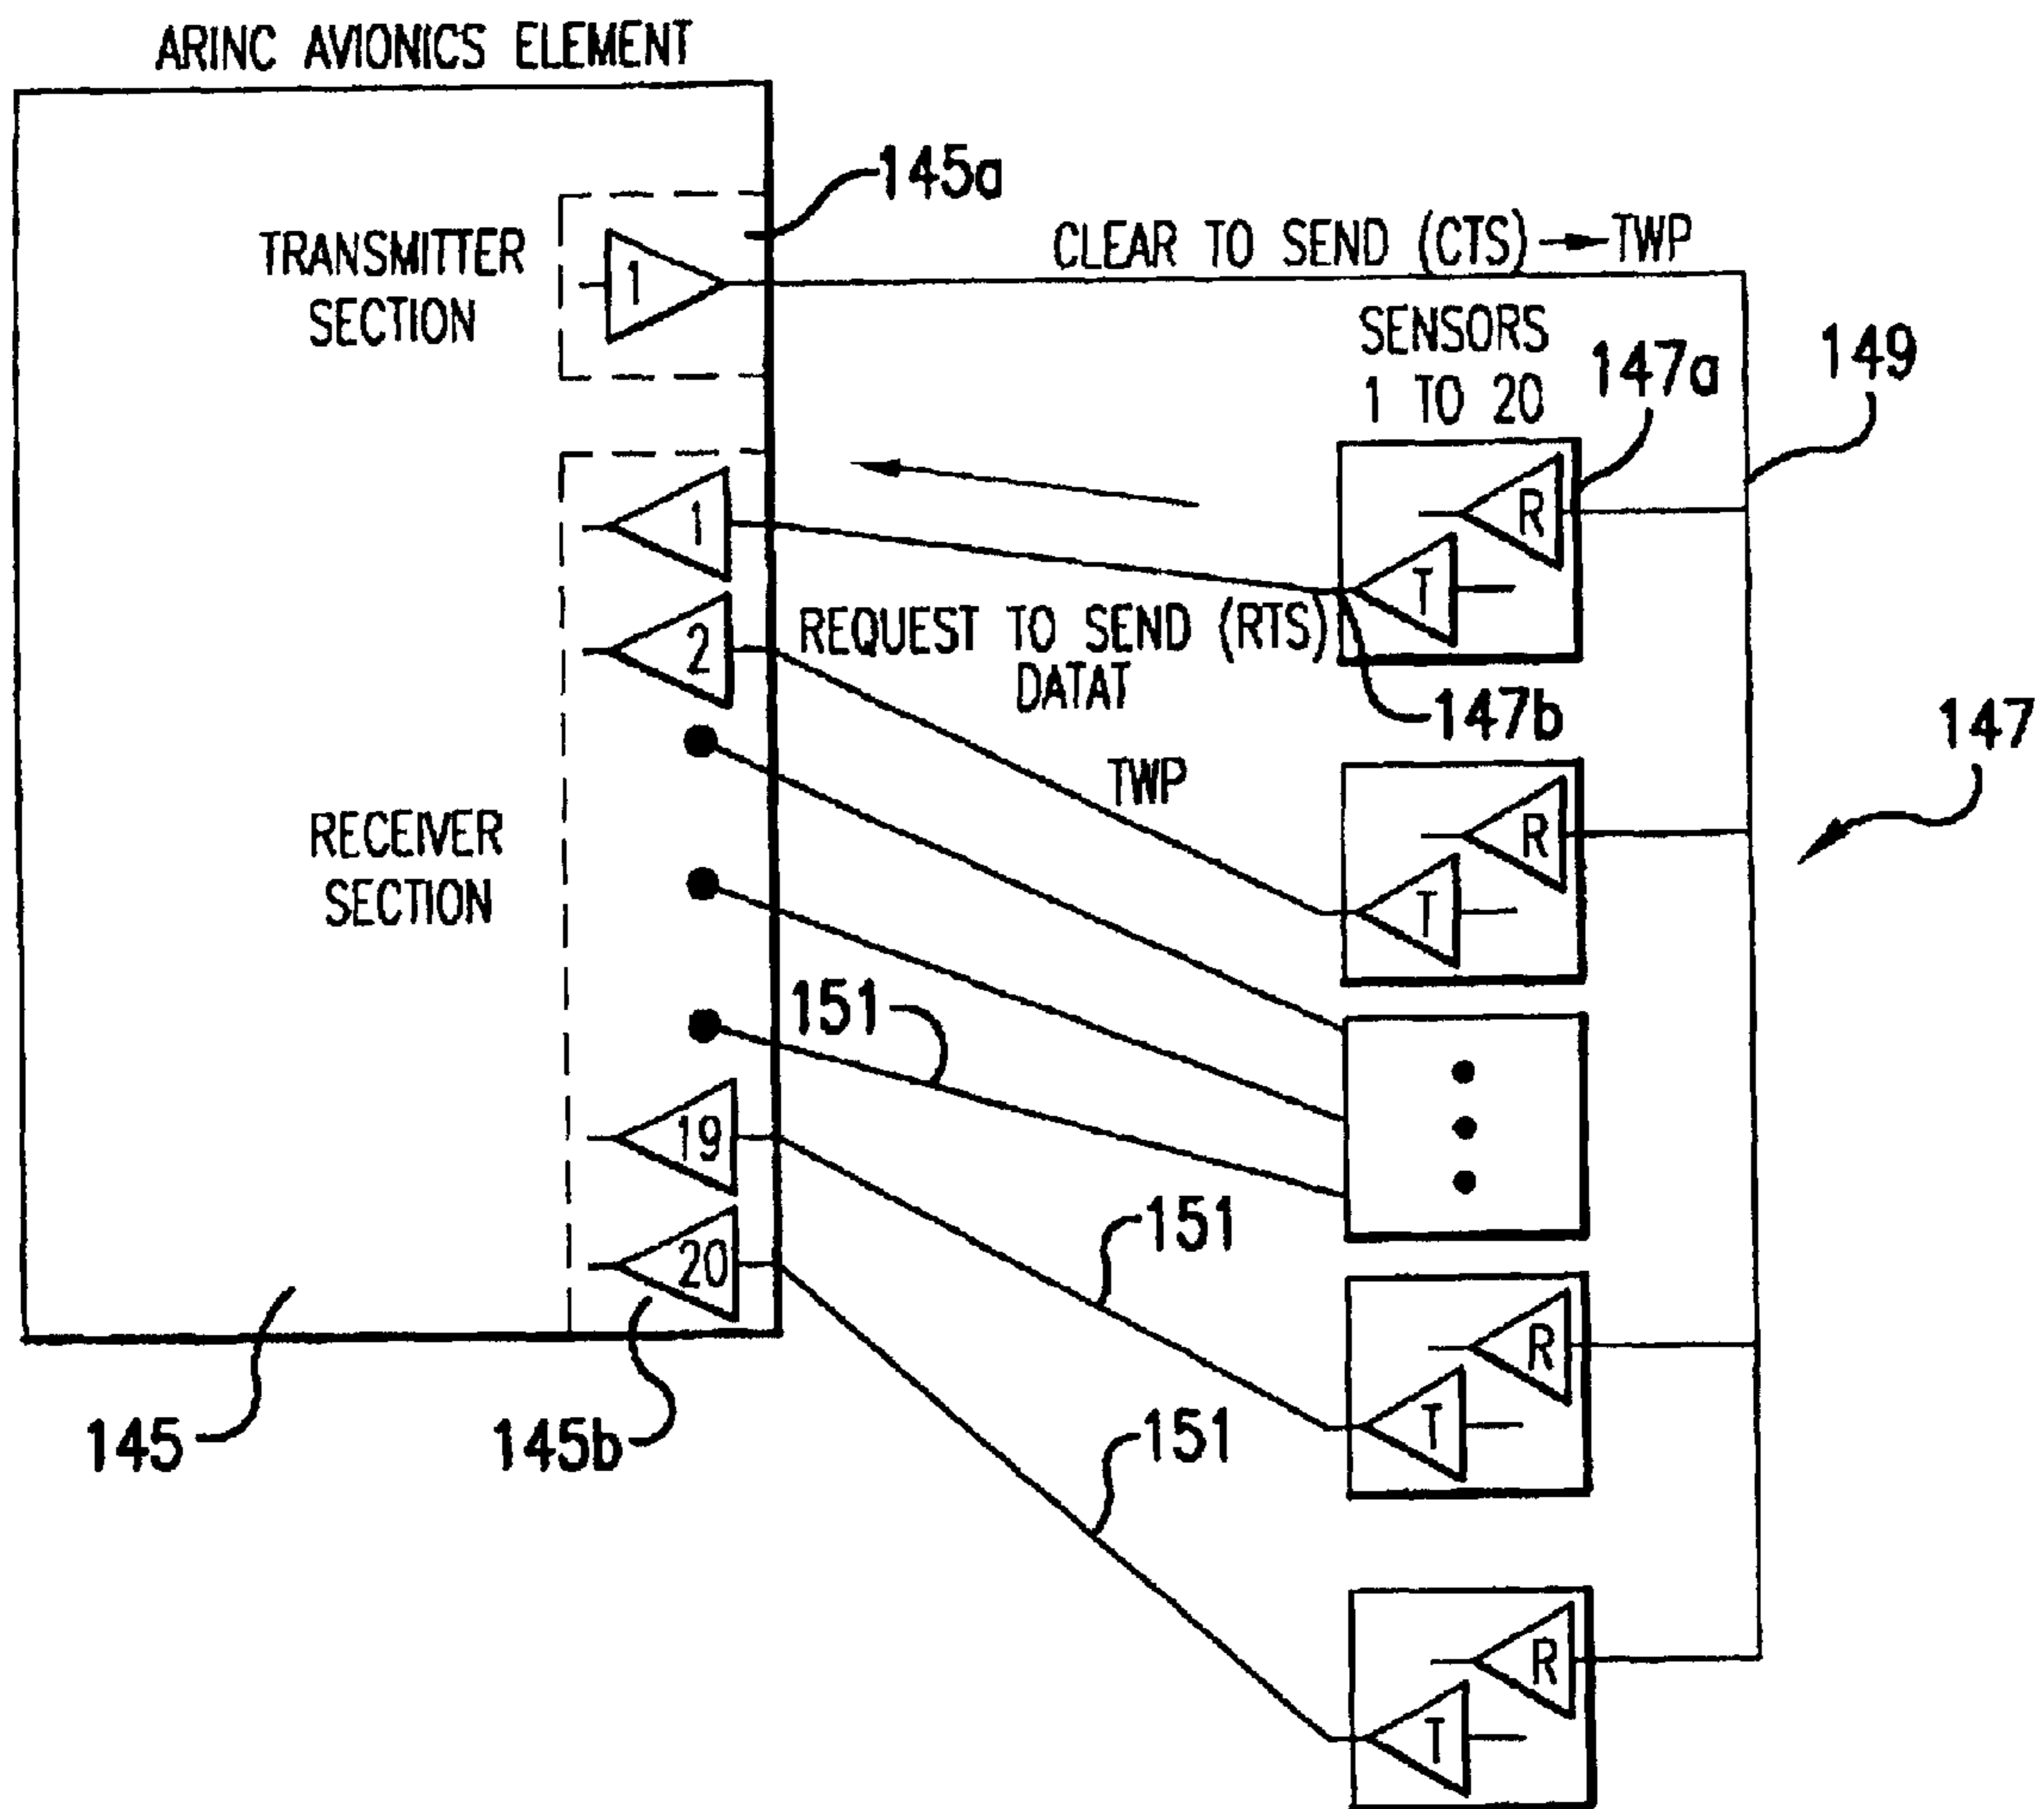 ARINC AVIONICS ELEMENT
145a
TRANSMITTER
SECTION
1
CLEAR TO SEND (CTS) → TWP
SENSORS
1 TO 20
147a
149
R
T
1
2
REQUEST TO SEND (RTS)
DATAT
147b
147
TWP
R
T
RECEIVER
SECTION
151
19
20
151
R
T
145
145b
151
R
T